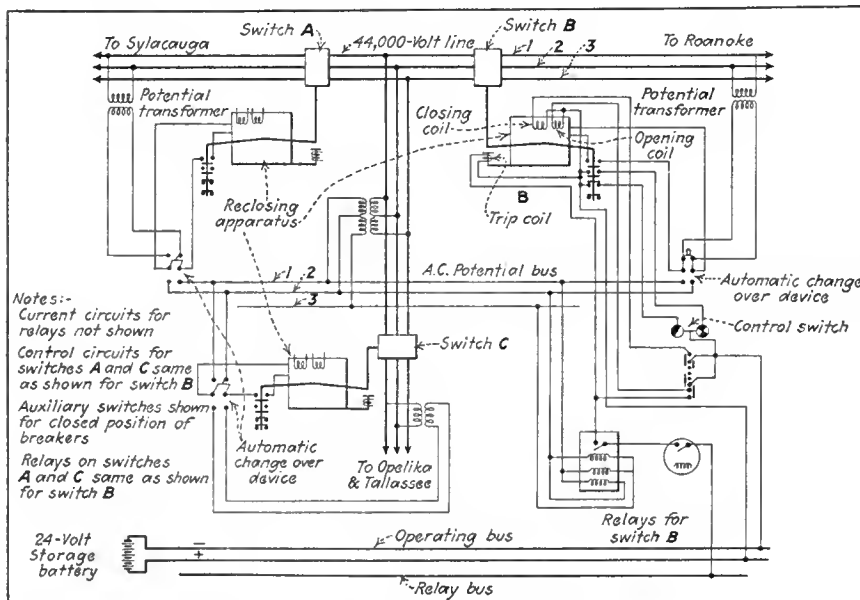 Switch A
44,000-Volt line
Switch B
To Sylacauga
1
2
3
To Roanoke
Potential
transformer
Closing
coil
Opening
coil
Potential
transformer
B
Trip coil
Reclosing
apparatus
1
2
3
A.C. Potential bus
Automatic change
over device
Control switch
Notes:-
Current circuits for
relays not shown
Control circuits for
switches A and C same
as shown for switch B
Auxiliary switches shown
for closed position of
breakers
Relays on switches
A and C same as shown
for switch B
Switch C
Automatic
change over
device
To Opelika
& Tallassee
Relays for
switch B
24-Volt
Storage
battery
-
+
Operating bus
Relay bus